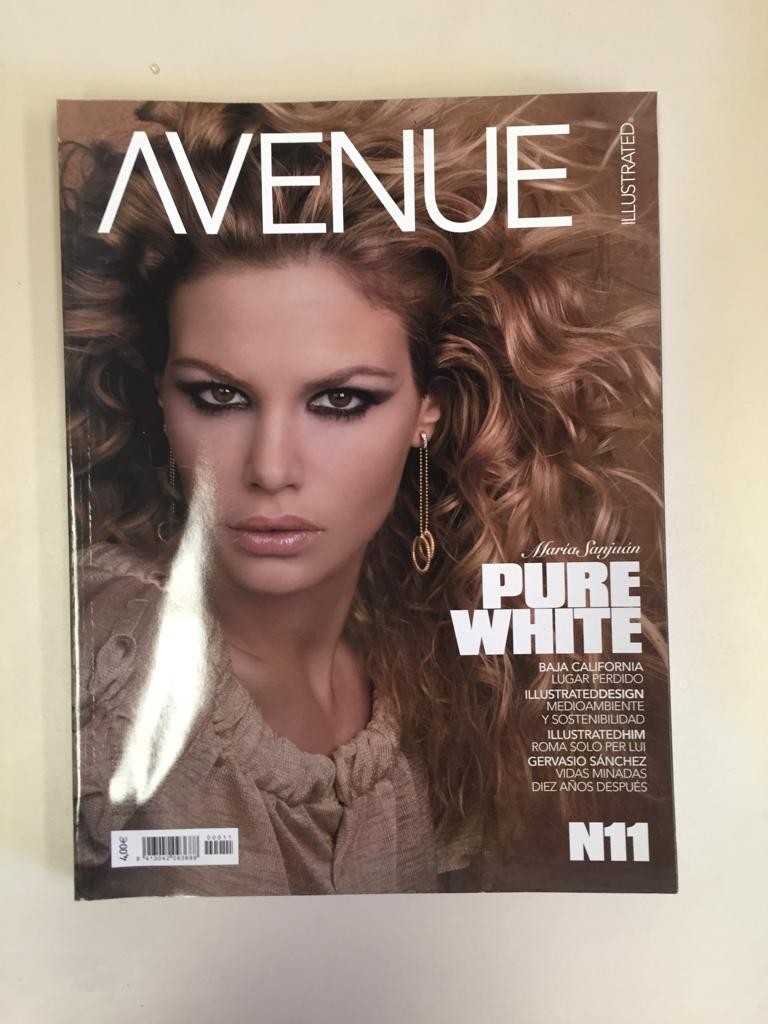 AVENUE
ILLUSTRATED®
María Sanjuán
PURE
WHITE
BAJA CALIFORNIA
LUGAR PERDIDO
ILLUSTRATEDDESIGN
MEDIOAMBIENTE
Y SOSTENIBILIDAD
ILLUSTRATEDHIM
ROMA SOLO PER LUI
GERVASIO SÁNCHEZ
VIDAS MINADAS
DIEZ AÑOS DESPUÉS
N11
4,00€
00011